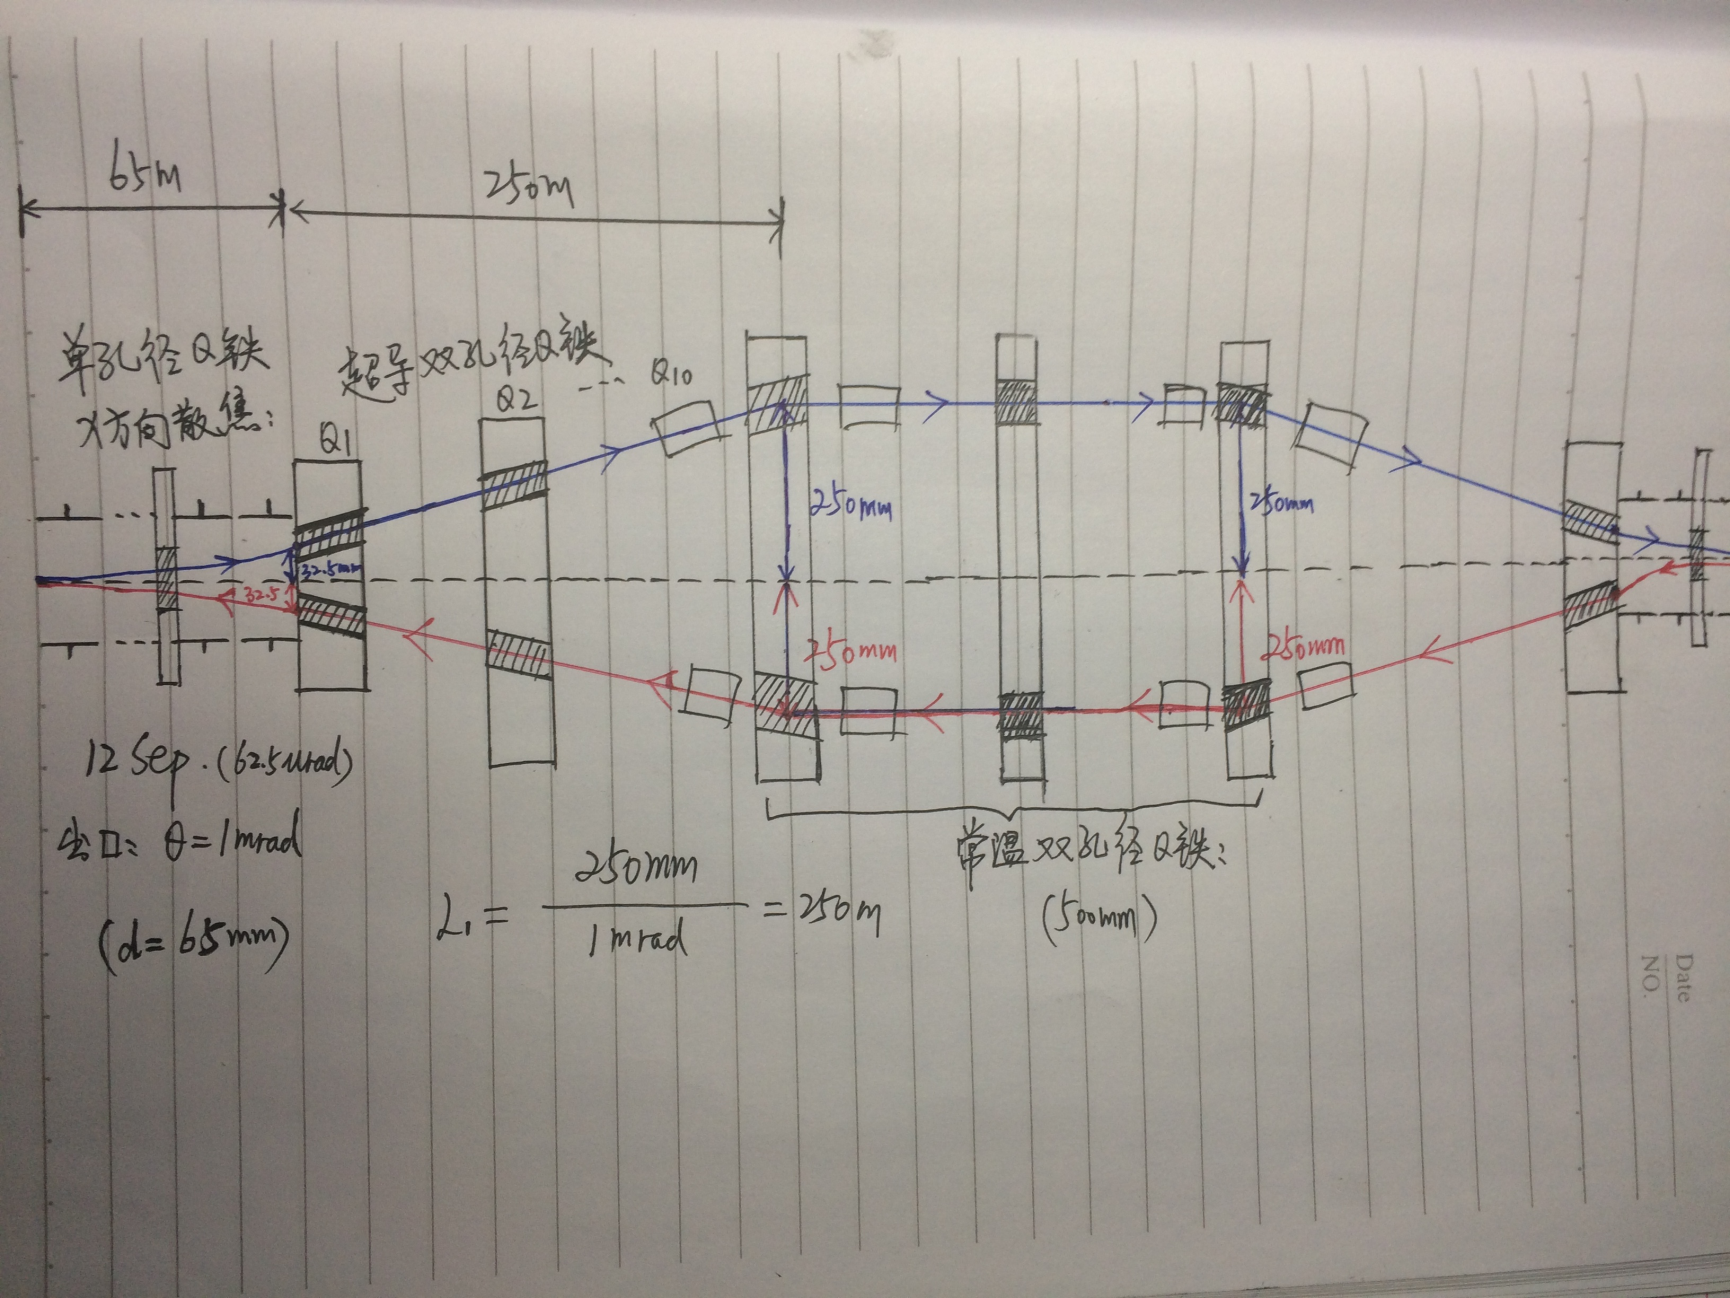 65m
250m
单孔径Q铁
X方向散焦：
超导双孔径Q铁
Q1
Q2
...
Q10
32.5mm
32.5
250mm
250mm
250mm
250mm
12 Sep. (62.5μrad)
出口： θ=1mrad
(d=65mm)
L₁ = 250mm / 1mrad = 250m
常温双孔径Q铁：
(500mm)
Date
NO.